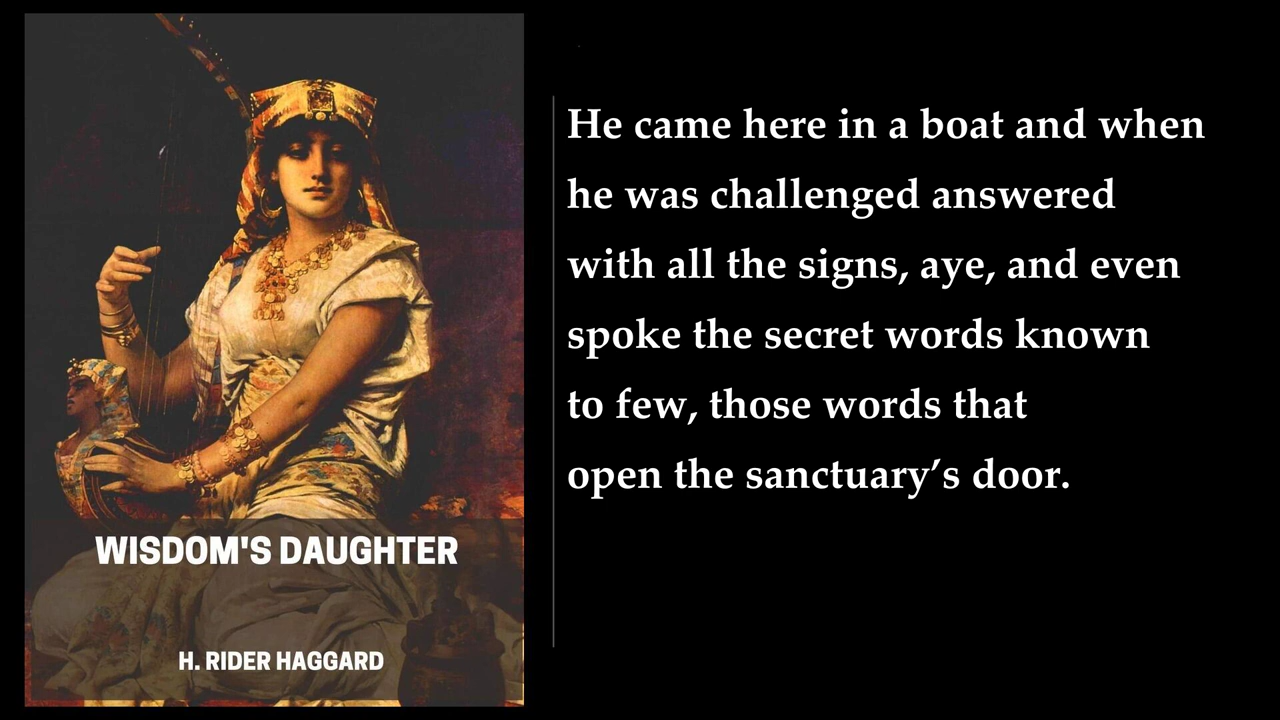 WISDOM'S DAUGHTER
H. RIDER HAGGARD
He came here in a boat and when
he was challenged answered
with all the signs, aye, and even
spoke the secret words known
to few, those words that
open the sanctuary’s door.